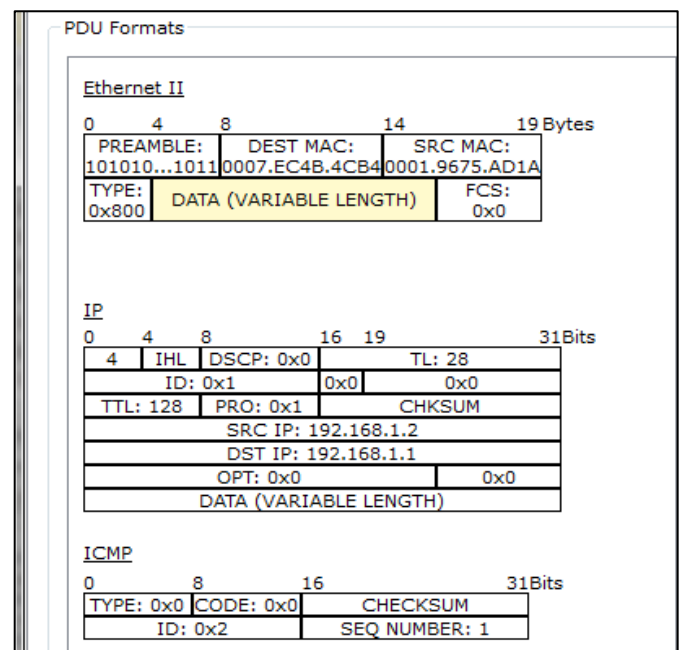 PDU Formats
Ethernet II
0 4 8 14 19 Bytes
PREAMBLE: DEST MAC: SRC MAC:
101010...1011 0007.EC4B.4CB4 0001.9675.AD1A
TYPE: DATA (VARIABLE LENGTH) FCS:
0x800 0x0
IP
0 4 8 16 19 31Bits
4 IHL DSCP: 0x0 TL: 28
ID: 0x1 0x0 0x0
TTL: 128 PRO: 0x1 CHKSUM
SRC IP: 192.168.1.2
DST IP: 192.168.1.1
OPT: 0x0 0x0
DATA (VARIABLE LENGTH)
ICMP
0 8 16 31Bits
TYPE: 0x0 CODE: 0x0 CHECKSUM
ID: 0x2 SEQ NUMBER: 1